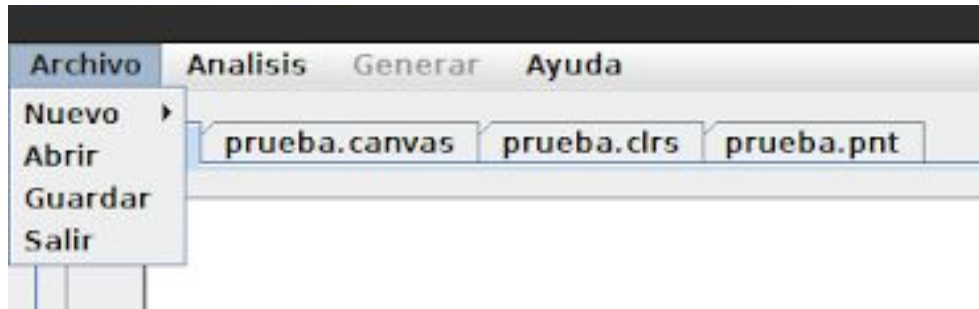 Archivo Analisis Generar Ayuda
Nuevo
prueba.canvas prueba.clrs prueba.pnt
Abrir
Guardar
Salir